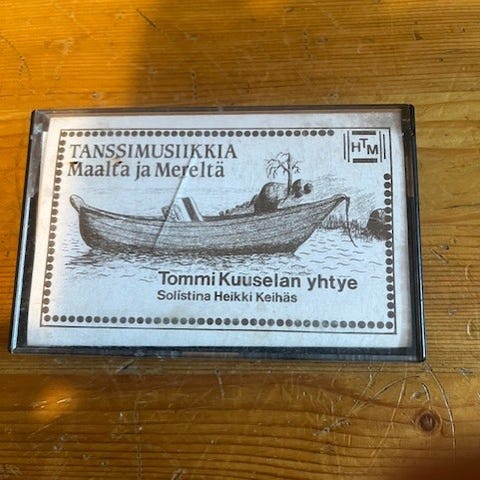 TANSSIMUSIIKKIA
Maalta ja Mereltä
HTM
Tommi Kuuselan yhtye
Solistina Heikki Keihäs